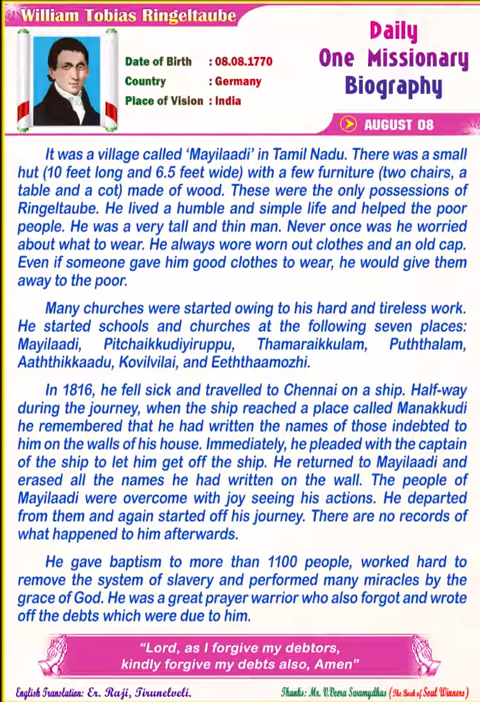 William Tobias Ringeltaube
Daily
One Missionary
Biography
Date of Birth : 08.08.1770
Country : Germany
Place of Vision : India
AUGUST 08
It was a village called ‘Mayilaadi’ in Tamil Nadu. There was a small
hut (10 feet long and 6.5 feet wide) with a few furniture (two chairs, a
table and a cot) made of wood. These were the only possessions of
Ringeltaube. He lived a humble and simple life and helped the poor
people. He was a very tall and thin man. Never once was he worried
about what to wear. He always wore worn out clothes and an old cap.
Even if someone gave him good clothes to wear, he would give them
away to the poor.
Many churches were started owing to his hard and tireless work.
He started schools and churches at the following seven places:
Mayilaadi, Pitchaikkudiyiruppu, Thamaraikkulam, Puththalam,
Aaththikkaadu, Kovilvilai, and Eeththaamozhi.
In 1816, he fell sick and travelled to Chennai on a ship. Half-way
during the journey, when the ship reached a place called Manakkudi
he remembered that he had written the names of those indebted to
him on the walls of his house. Immediately, he pleaded with the captain
of the ship to let him get off the ship. He returned to Mayilaadi and
erased all the names he had written on the wall. The people of
Mayilaadi were overcome with joy seeing his actions. He departed
from them and again started off his journey. There are no records of
what happened to him afterwards.
He gave baptism to more than 1100 people, worked hard to
remove the system of slavery and performed many miracles by the
grace of God. He was a great prayer warrior who also forgot and wrote
off the debts which were due to him.
“Lord, as I forgive my debtors,
kindly forgive my debts also, Amen”
English Translation: Er. Raji, Tirunelveli. Thanks: Mr. V.Veera Swamydhas (The Book of Soul Winners)